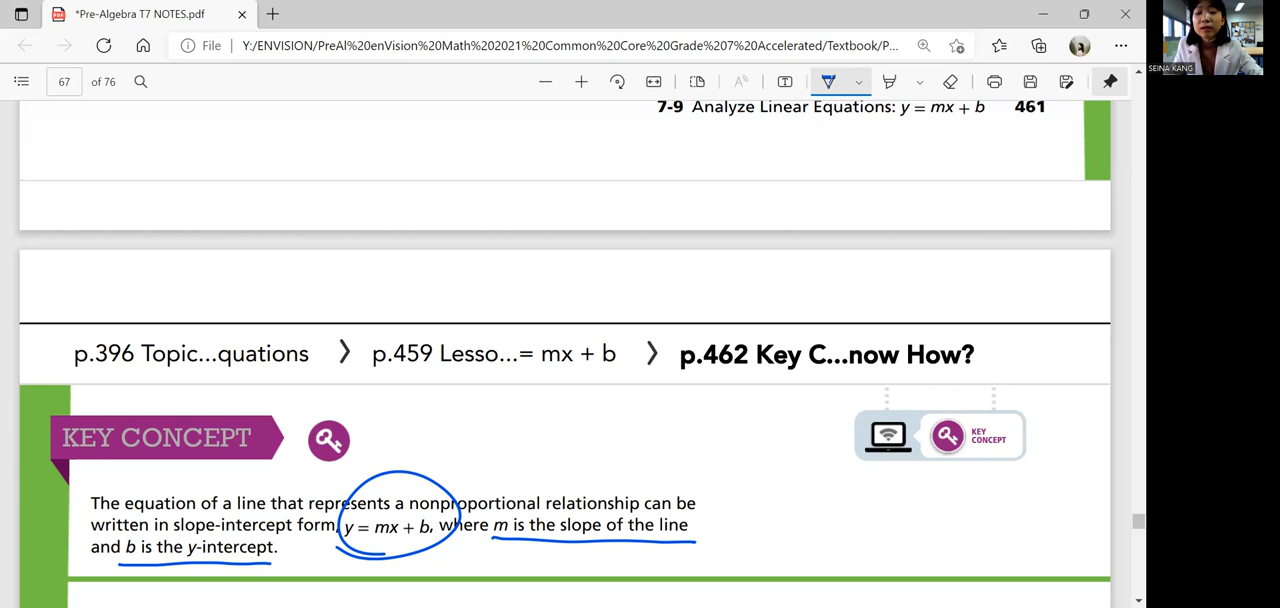 *Pre-Algebra T7 NOTES.pdf
File
Y:/ENVISION/PreAl%20enVision%20Math%202021%20Common%20Core%20Grade%207%20Accelerated/Textbook/P...
67 of 76
SEINA KANG
7-9 Analyze Linear Equations: y = mx + b 461
p.396 Topic...quations > p.459 Lesso...= mx + b > p.462 Key C...now How?
KEY CONCEPT
KEY
CONCEPT
The equation of a line that represents a nonproportional relationship can be
written in slope-intercept form, y = mx + b, where m is the slope of the line
and b is the y-intercept.